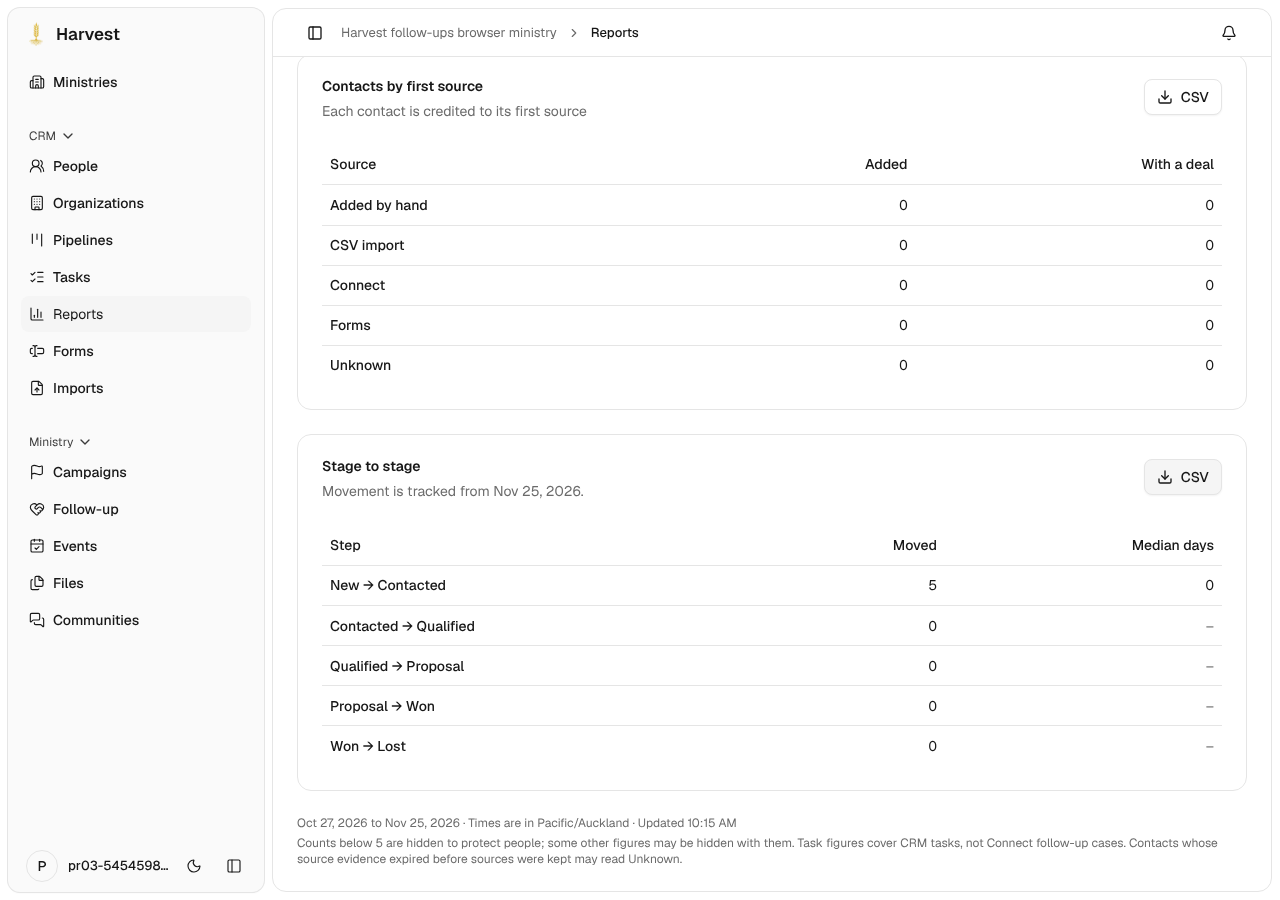 Harvest
Ministries
CRM
People
Organizations
Pipelines
Tasks
Reports
Forms
Imports
Ministry
Campaigns
Follow-up
Events
Files
Communities
P pr03-5454598...
Harvest follow-ups browser ministry > Reports
Contacts by first source
Each contact is credited to its first source
CSV
Source Added With a deal
Added by hand 0 0
CSV import 0 0
Connect 0 0
Forms 0 0
Unknown 0 0
Stage to stage
Movement is tracked from Nov 25, 2026.
CSV
Step Moved Median days
New → Contacted 5 0
Contacted → Qualified 0 –
Qualified → Proposal 0 –
Proposal → Won 0 –
Won → Lost 0 –
Oct 27, 2026 to Nov 25, 2026 · Times are in Pacific/Auckland · Updated 10:15 AM
Counts below 5 are hidden to protect people; some other figures may be hidden with them. Task figures cover CRM tasks, not Connect follow-up cases. Contacts whose
source evidence expired before sources were kept may read Unknown.